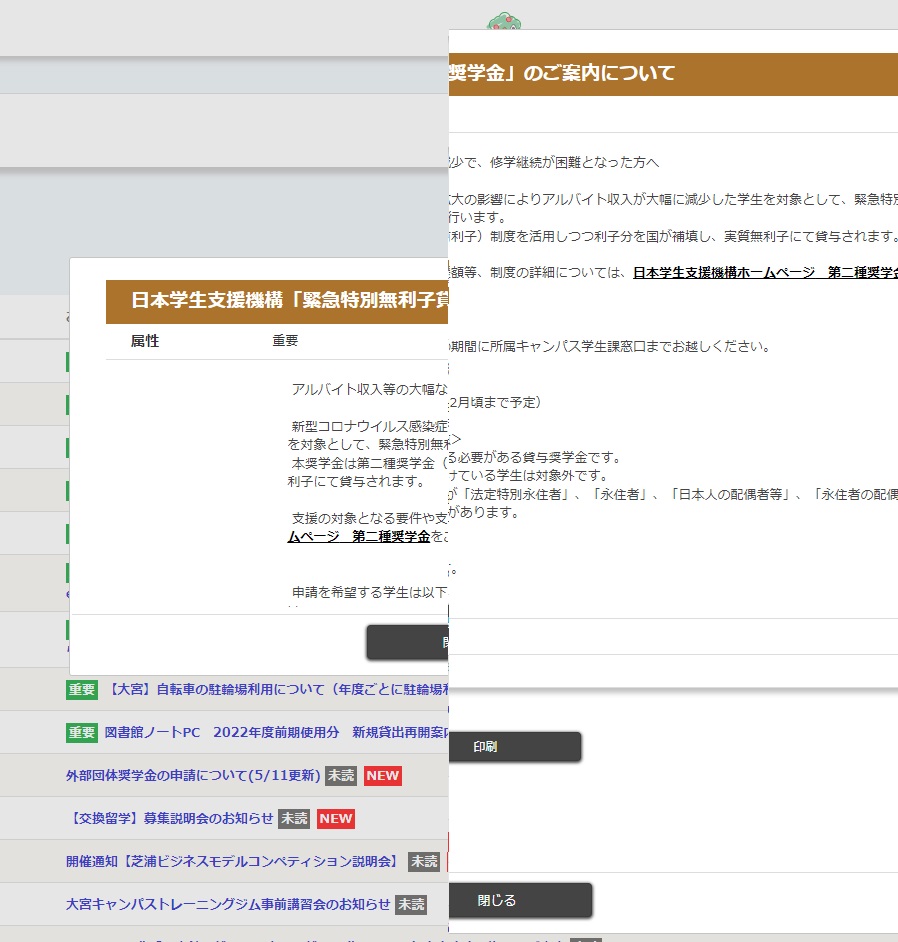 日本学生支援機構「緊急特別無利子貸
属性
重要
アルバイト収入等の大幅な
新型コロナウイルス感染症
を対象として、緊急特別無
本奨学金は第二種奨学金（
利子にて貸与されます。
支援の対象となる要件や支
ムページ　第二種奨学金をご
申請を希望する学生は以下
重要 【大宮】自転車の駐輪場利用について（年度ごとに駐輪場利
重要 図書館ノートPC　2022年度前期使用分　新規貸出再開案内
外部団体奨学金の申請について(5/11更新) 未読 NEW
【交換留学】募集説明会のお知らせ 未読 NEW
開催通知【芝浦ビジネスモデルコンペティション説明会】 未読
大宮キャンパストレーニングジム事前講習会のお知らせ 未読
奨学金」のご案内について
少で、修学継続が困難となった方へ
大の影響によりアルバイト収入が大幅に減少した学生を対象として、緊急特別
行います。
利子）制度を活用しつつ利子分を国が補填し、実質無利子にて貸与されます。
額等、制度の詳細については、日本学生支援機構ホームページ　第二種奨学金
期間に所属キャンパス学生課窓口までお越しください。
2月頃まで予定）
＞
る必要がある貸与奨学金です。
けている学生は対象外です。
が「法定特別永住者」、「永住者」、「日本人の配偶者等」、「永住者の配偶
があります。
。
印刷
閉じる